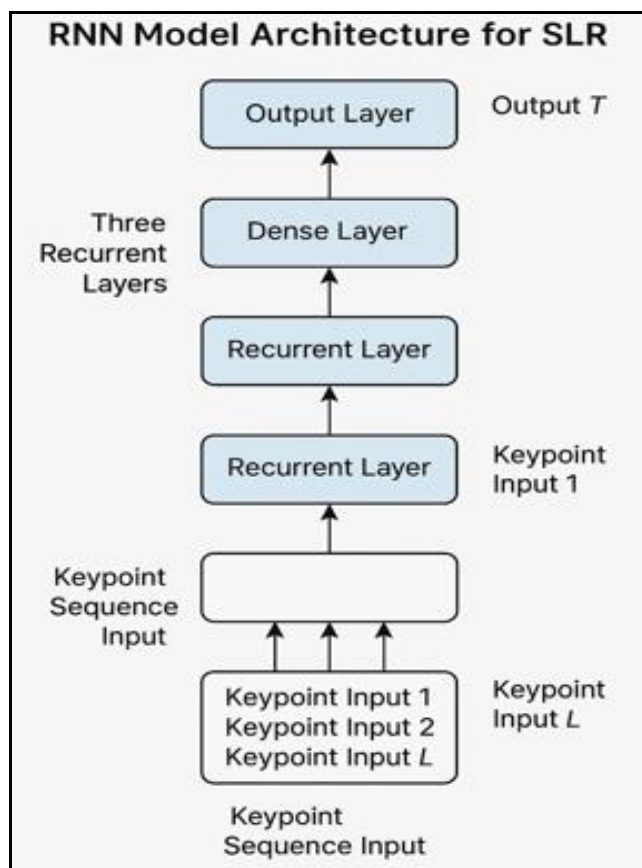 RNN Model Architecture for SLR
Output Layer
Output T
Three
Recurrent
Layers
Dense Layer
Recurrent Layer
Recurrent Layer
Keypoint
Input 1
Keypoint
Sequence
Input
Keypoint Input 1
Keypoint Input 2
Keypoint Input L
Keypoint
Input L
Keypoint
Sequence Input